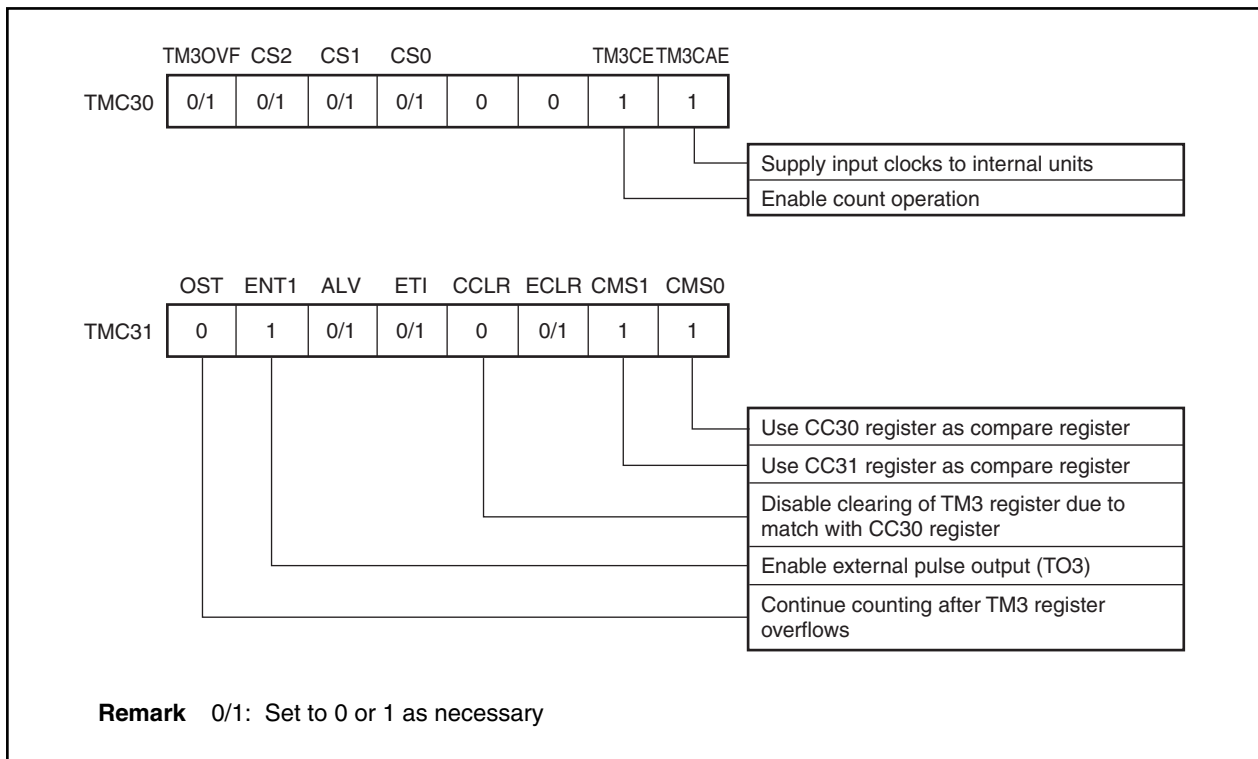 TM3OVF CS2 CS1 CS0 TM3CE TM3CAE
TMC30 0/1 0/1 0/1 0/1 0 0 1 1
Supply input clocks to internal units
Enable count operation
OST ENT1 ALV ETI CCLR ECLR CMS1 CMS0
TMC31 0 1 0/1 0/1 0 0/1 1 1
Use CC30 register as compare register
Use CC31 register as compare register
Disable clearing of TM3 register due to
match with CC30 register
Enable external pulse output (TO3)
Continue counting after TM3 register
overflows
Remark 0/1: Set to 0 or 1 as necessary